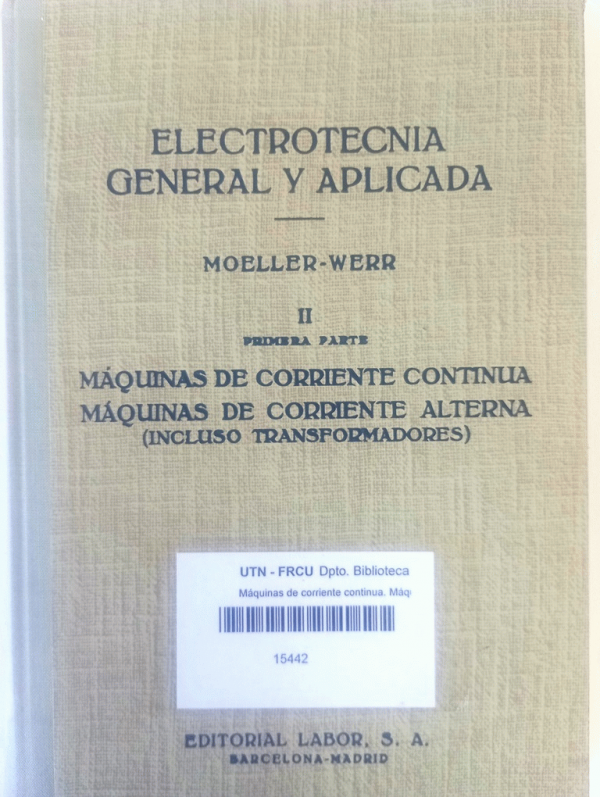 ELECTROTECNIA
GENERAL Y APLICADA
MOELLER-WERR
II
PRIMERA PARTE
MÁQUINAS DE CORRIENTE CONTINUA
MÁQUINAS DE CORRIENTE ALTERNA
(INCLUSO TRANSFORMADORES)
UTN - FRCU Dpto. Biblioteca
Máquinas de corriente continua. Máqu
15442
EDITORIAL LABOR, S. A.
BARCELONA-MADRID